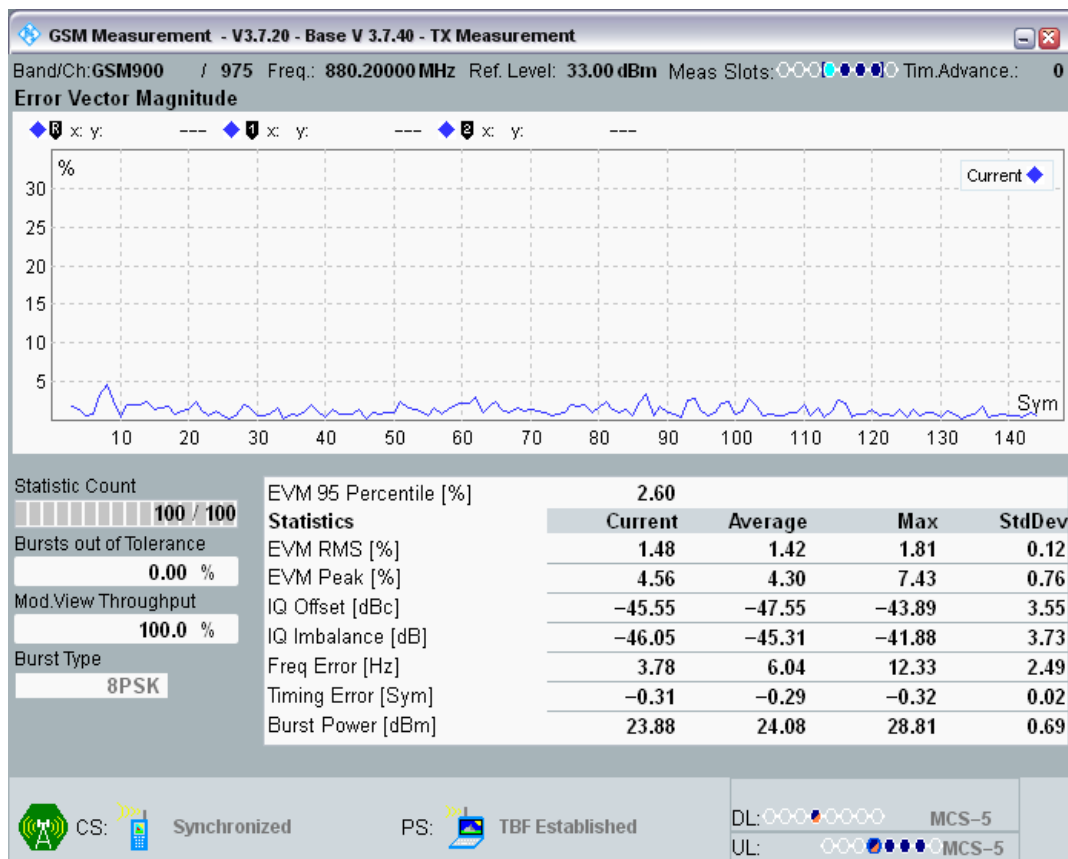 GSM Measurement - V3.7.20 - Base V 3.7.40 - TX Measurement
Band/Ch:GSM900 / 975 Freq.: 880.20000 MHz Ref. Level: 33.00 dBm Meas Slots: Tim.Advance.: 0
Error Vector Magnitude
R x: y: --- 1 x: y: --- 2 x: y: ---
%
Current
30
25
20
15
10
5
Sym
10 20 30 40 50 60 70 80 90 100 110 120 130 140
Statistic Count
100 / 100
Bursts out of Tolerance
0.00 %
Mod.View Throughput
100.0 %
Burst Type
8PSK
EVM 95 Percentile [%] 2.60
Statistics Current Average Max StdDev
EVM RMS [%] 1.48 1.42 1.81 0.12
EVM Peak [%] 4.56 4.30 7.43 0.76
IQ Offset [dBc] −45.55 −47.55 −43.89 3.55
IQ Imbalance [dB] −46.05 −45.31 −41.88 3.73
Freq Error [Hz] 3.78 6.04 12.33 2.49
Timing Error [Sym] −0.31 −0.29 −0.32 0.02
Burst Power [dBm] 23.88 24.08 28.81 0.69
CS: Synchronized PS: TBF Established
DL: MCS−5
UL: MCS−5